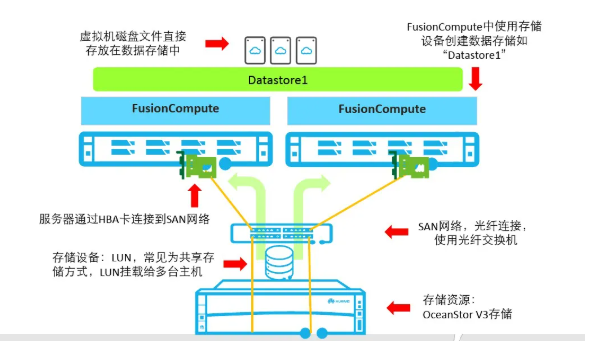 虚拟机磁盘文件直接
存放在数据存储中
FusionCompute中使用存储
设备创建数据存储如
“Datastore1”
Datastore1
FusionCompute
FusionCompute
服务器通过HBA卡连接到SAN网络
SAN网络，光纤连接，
使用光纤交换机
存储设备：LUN，常见为共享存
储方式，LUN挂载给多台主机
存储资源：
OceanStor V3存储